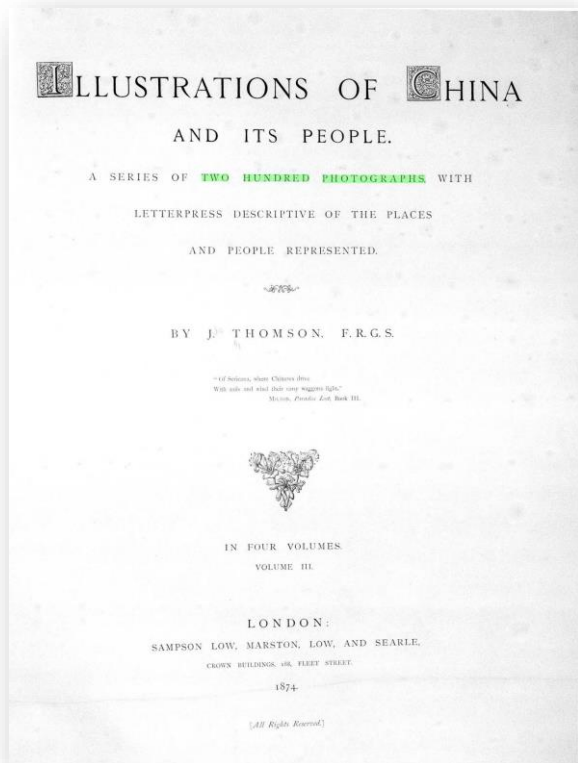 ILLUSTRATIONS OF CHINA
AND ITS PEOPLE.
A SERIES OF TWO HUNDRED PHOTOGRAPHS, WITH
LETTERPRESS DESCRIPTIVE OF THE PLACES
AND PEOPLE REPRESENTED.
BY J. THOMSON, F.R.G.S.
"Of Sericana, where Chineses drive
With sails and wind their cany waggons light."
MILTON, Paradise Lost, Book III.
IN FOUR VOLUMES.
VOLUME III.
LONDON:
SAMPSON LOW, MARSTON, LOW, AND SEARLE,
CROWN BUILDINGS, 188, FLEET STREET.
1874.
[All Rights Reserved.]